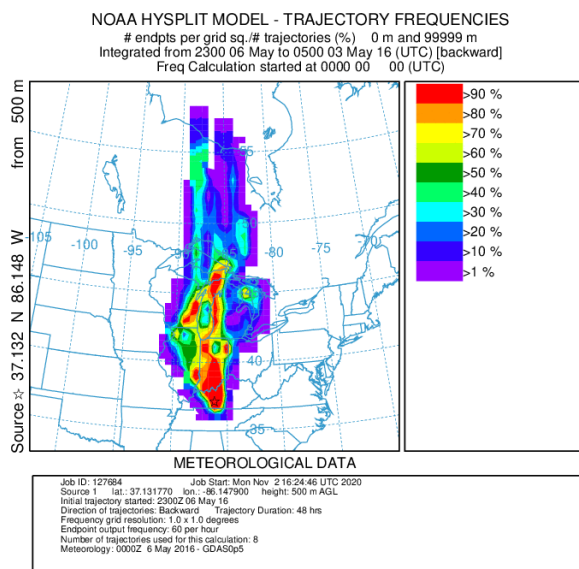 NOAA HYSPLIT MODEL - TRAJECTORY FREQUENCIES
# endpts per grid sq./# trajectories (%) 0 m and 99999 m
Integrated from 2300 06 May to 0500 03 May 16 (UTC) [backward]
Freq Calculation started at 0000 00 00 (UTC)
Source ☆ 37.132 N 86.148 W from 500 m
>90 %
>80 %
>70 %
>60 %
>50 %
>40 %
>30 %
>20 %
>10 %
>1 %
55
-105
-100
-80
-75
-70
40
35
METEOROLOGICAL DATA
Job ID: 127684 Job Start: Mon Nov 2 16:24:46 UTC 2020
Source 1 lat.: 37.131770 lon.: -86.147900 height: 500 m AGL
Initial trajectory started: 2300Z 06 May 16
Direction of trajectories: Backward Trajectory Duration: 48 hrs
Frequency grid resolution: 1.0 x 1.0 degrees
Endpoint output frequency: 60 per hour
Number of trajectories used for this calculation: 8
Meteorology: 0000Z 6 May 2016 - GDAS0p5